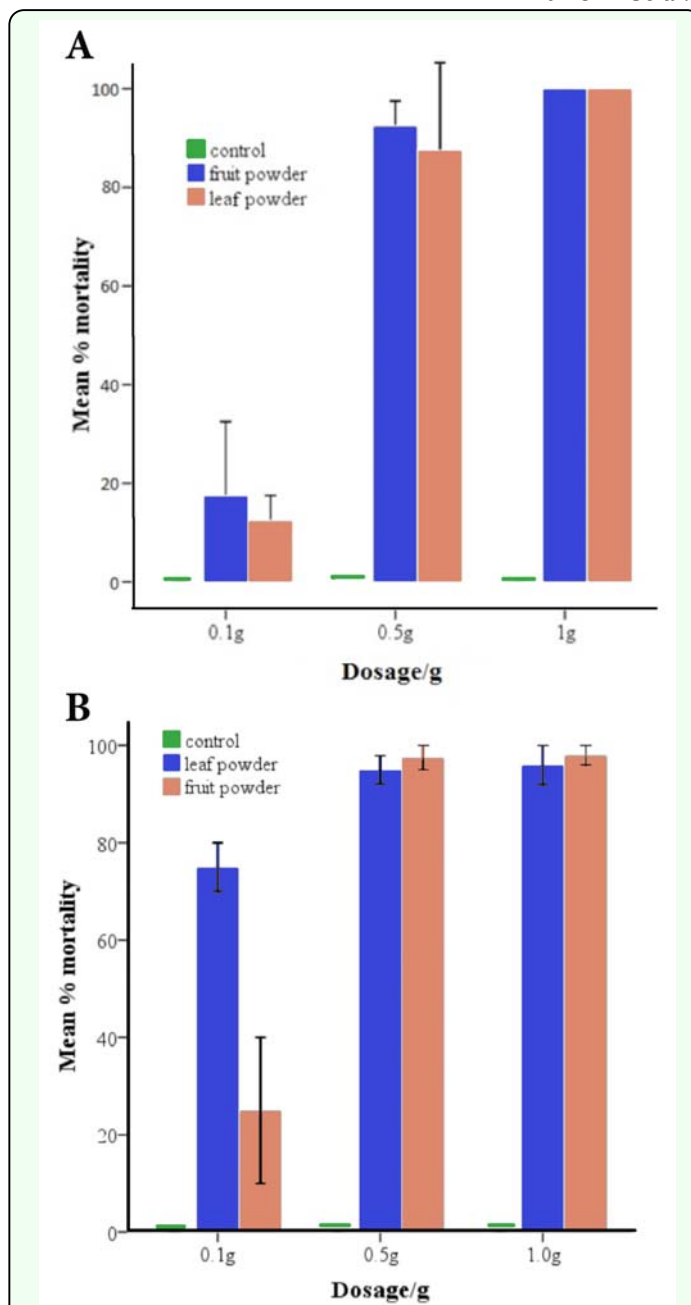 A
100
control
fruit powder
leaf powder
80
60
40
20
0
Mean % mortality
0.1g
0.5g
1g
Dosage/g
B
100
control
leaf powder
fruit powder
80
60
40
20
0
Mean % mortality
0.1g
0.5g
1.0g
Dosage/g